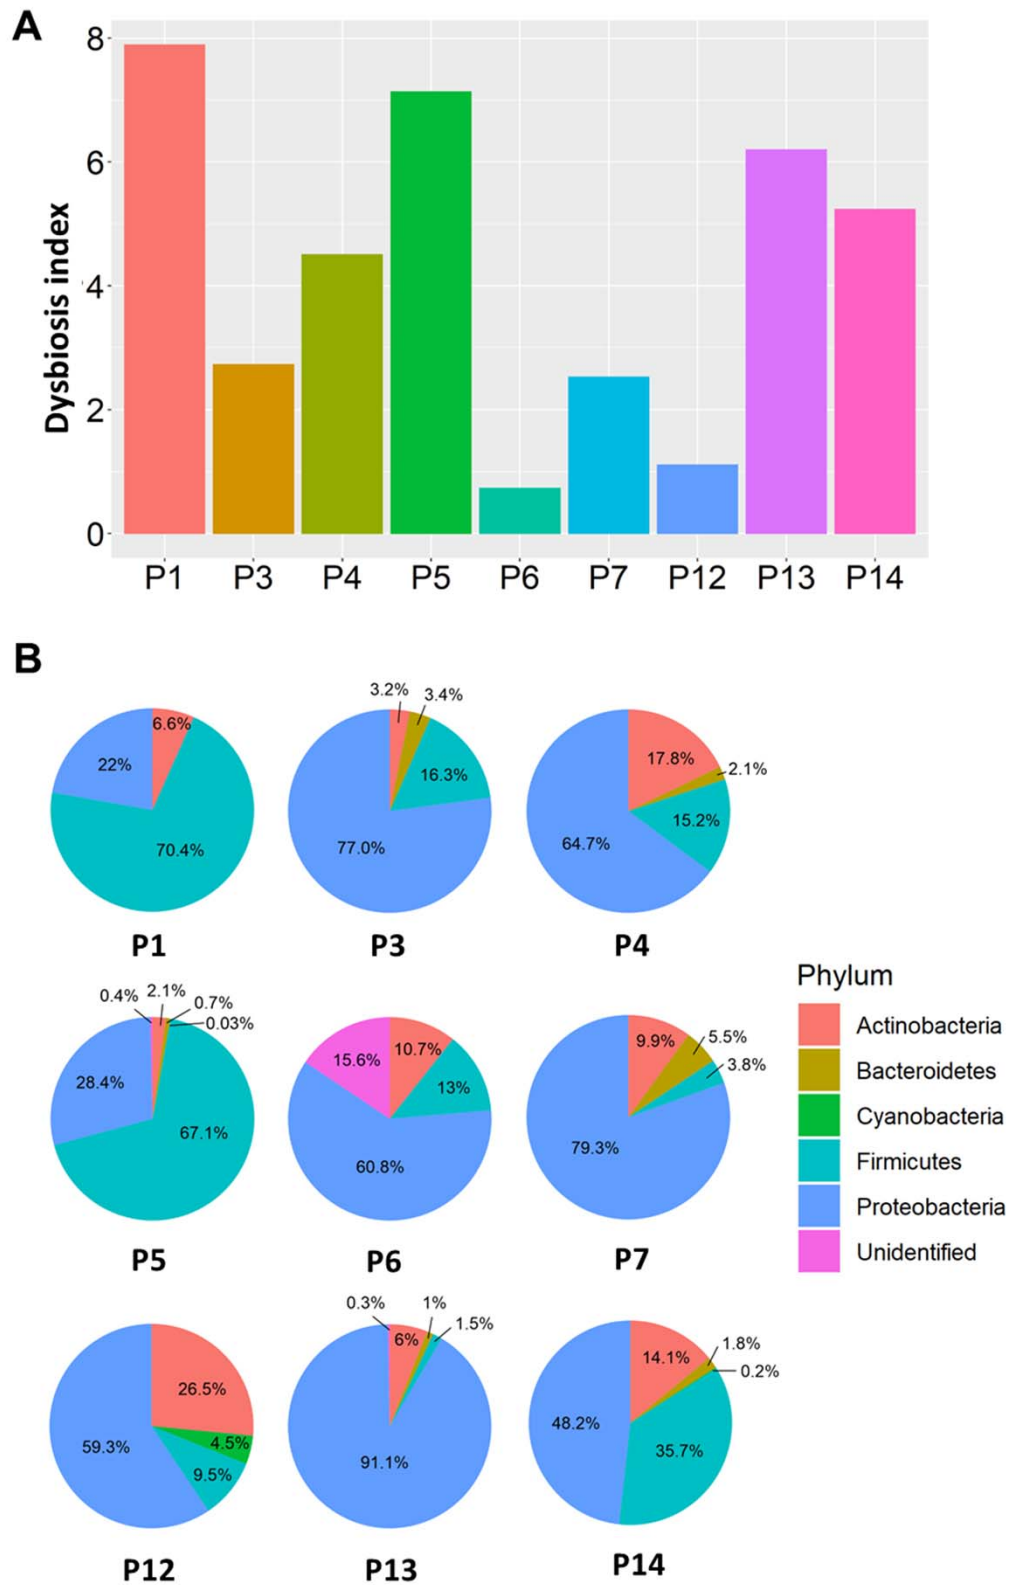 A
8
6
4
2
0
Dysbiosis index
P1 P3 P4 P5 P6 P7 P12 P13 P14
B
6.6%
22%
70.4%
P1
3.2% 3.4%
16.3%
77.0%
P3
17.8%
2.1%
15.2%
64.7%
P4
0.4% 2.1% 0.7%
0.03%
28.4%
67.1%
P5
15.6% 10.7%
13%
60.8%
P6
9.9% 5.5%
3.8%
79.3%
P7
Phylum
Actinobacteria
Bacteroidetes
Cyanobacteria
Firmicutes
Proteobacteria
Unidentified
26.5%
4.5%
9.5%
59.3%
P12
0.3% 1%
1.5%
6%
91.1%
P13
14.1% 1.8%
0.2%
48.2%
35.7%
P14